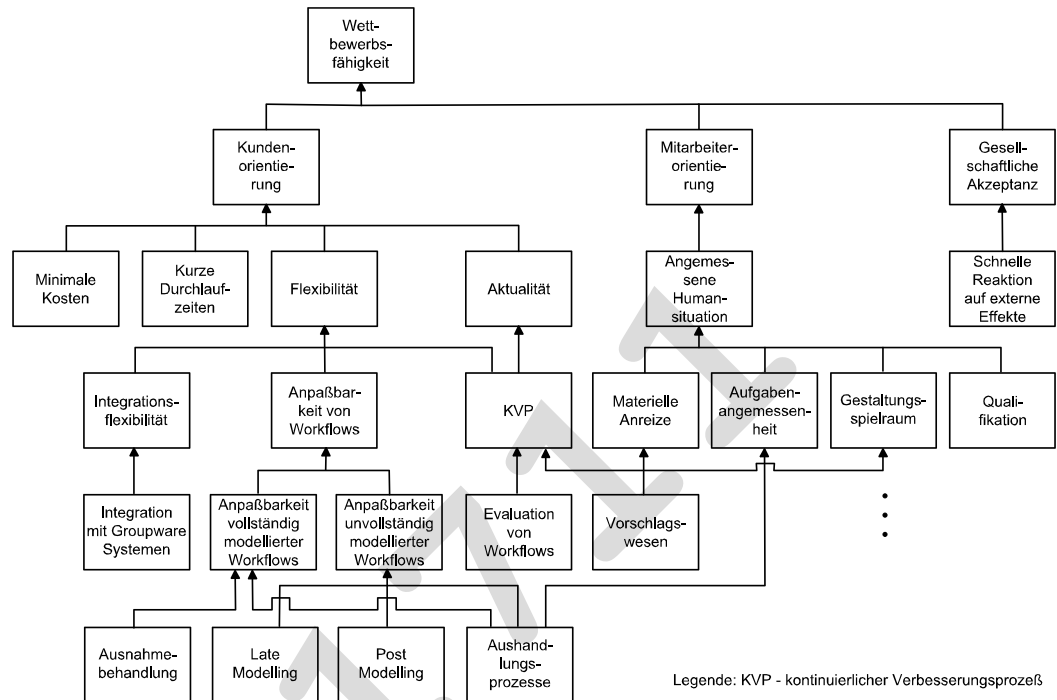 Wett-
bewerbs-
fähigkeit
Kunden-
orientie-
rung
Mitarbeiter-
orientie-
rung
Gesell-
schaftliche
Akzeptanz
Minimale
Kosten
Kurze
Durchlauf-
zeiten
Flexibilität
Aktualität
Angemes-
sene
Human-
situation
Schnelle
Reaktion
auf externe
Effekte
Integrations-
flexibilität
Anpaßbar-
keit von
Workflows
KVP
Materielle
Anreize
Aufgaben-
angemessen-
heit
Gestaltungs-
spielraum
Quali-
fikation
Integration
mit Groupware
Systemen
Anpaßbarkeit
vollständig
modellierter
Workflows
Anpaßbarkeit
unvollständig
modellierter
Workflows
Evaluation
von
Workflows
Vorschlags-
wesen
Ausnahme-
behandlung
Late
Modelling
Post
Modelling
Aushand-
lungs-
prozesse
Legende: KVP - kontinuierlicher Verbesserungsprozeß